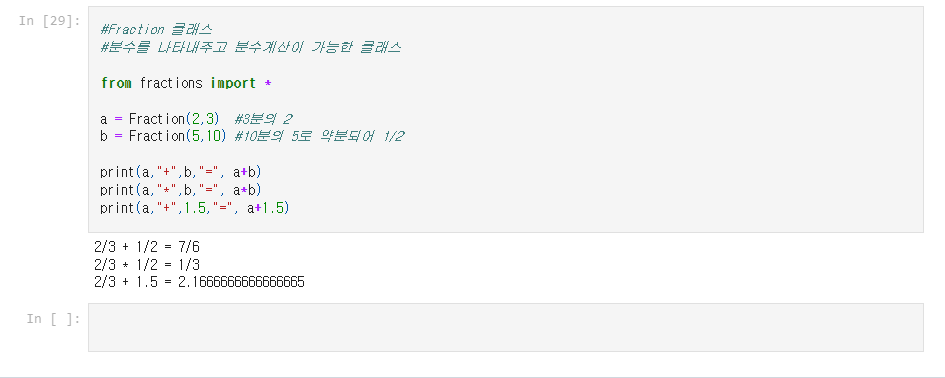 In [29]:
#Fraction 클래스
#분수를 나타내주고 분수계산이 가능한 클래스
from fractions import *
a = Fraction(2,3)  #3분의 2
b = Fraction(5,10) #10분의 5로 약분되어 1/2
print(a,"+",b,"=", a+b)
print(a,"*",b,"=", a*b)
print(a,"+",1.5,"=", a+1.5)
2/3 + 1/2 = 7/6
2/3 * 1/2 = 1/3
2/3 + 1.5 = 2.1666666666666665
In [ ]: